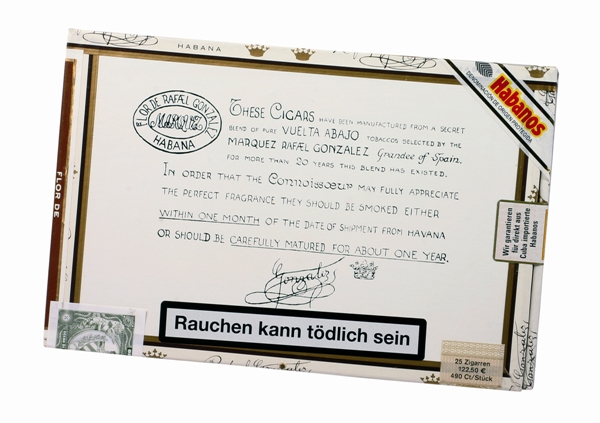 HABANA
FLOR DE RAFAEL GONZALEZ
MARQUEZ
HABANA
THESE CIGARS HAVE BEEN MANUFACTURED FROM A SECRET
BLEND OF PURE VUELTA ABAJO TOBACCOS SELECTED BY THE
MARQUEZ RAFAEL GONZALEZ Grandee of Spain.
FOR MORE THAN 20 YEARS THIS BLEND HAS EXISTED.
IN ORDER THAT THE Connoisseur MAY FULLY APPRECIATE
THE PERFECT FRAGRANCE THEY SHOULD BE SMOKED EITHER
WITHIN ONE MONTH OF THE DATE OF SHIPMENT FROM HAVANA
OR SHOULD BE CAREFULLY MATURED FOR ABOUT ONE YEAR.
Gonzalez
Rauchen kann tödlich sein
Habanos
DENOMINACIÓN DE ORIGEN PROTEGIDA
Wir garantieren
für direkt aus
Cuba importierte
Habanos
25 Zigarren
122,50 €
490 Ct/Stück
FLOR DE